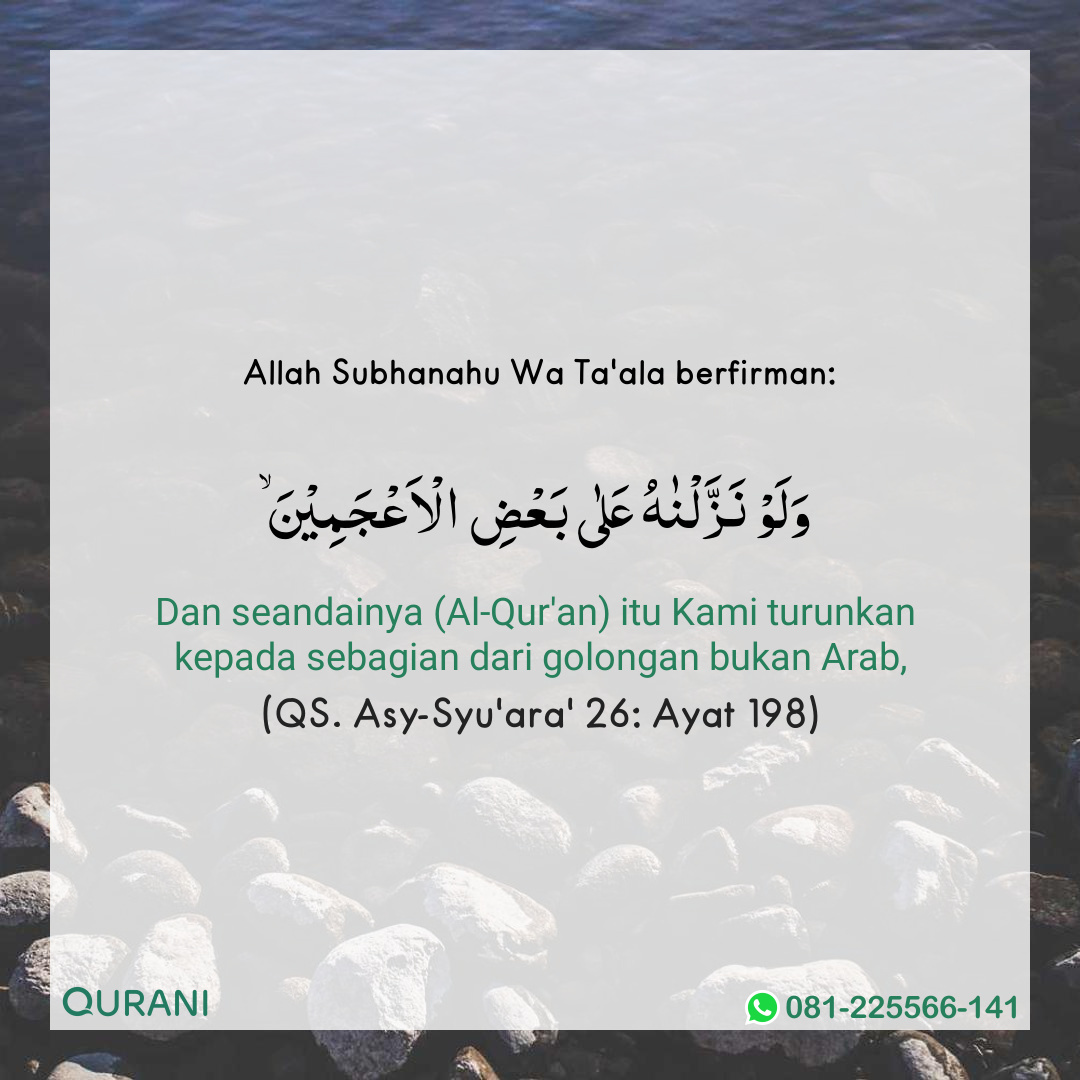 Allah Subhanahu Wa Ta'ala berfirman:
وَلَوْ نَزَّلْنٰهُ عَلٰى بَعْضِ الْاَعْجَمِيْنَ ۙ
Dan seandainya (Al-Qur'an) itu Kami turunkan
kepada sebagian dari golongan bukan Arab,
(QS. Asy-Syu'ara' 26: Ayat 198)
QURANI
081-225566-141